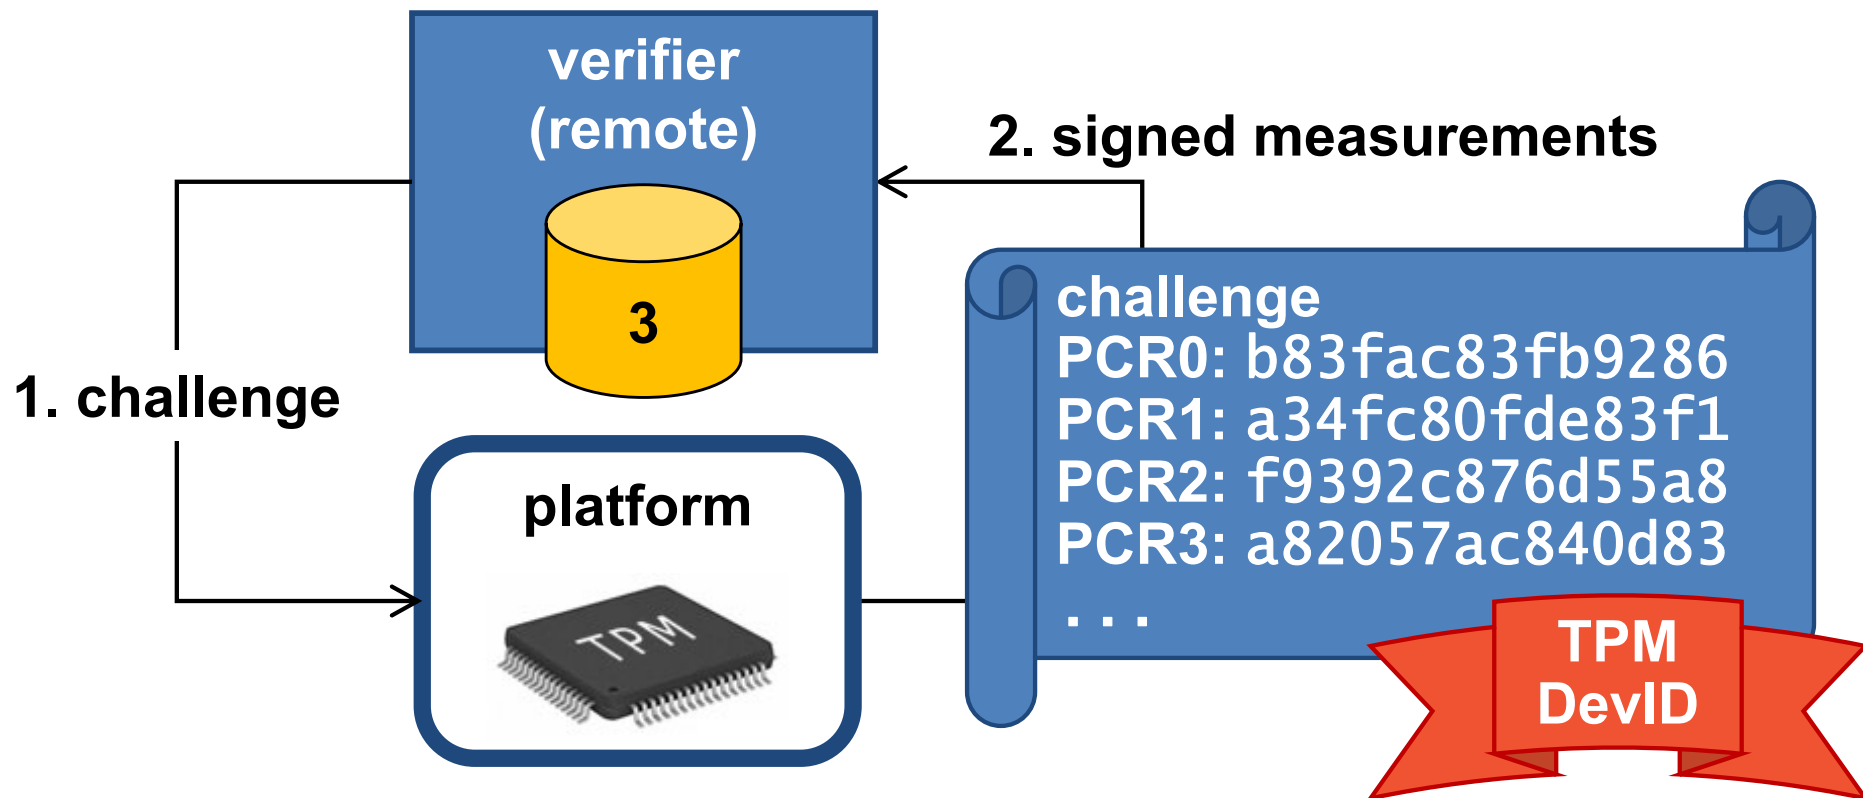 verifier
(remote)
3
1. challenge
2. signed measurements
platform
TPM
challenge
PCR0: b83fac83fb9286
PCR1: a34fc80fde83f1
PCR2: f9392c876d55a8
PCR3: a82057ac840d83
...
TPM
DevID